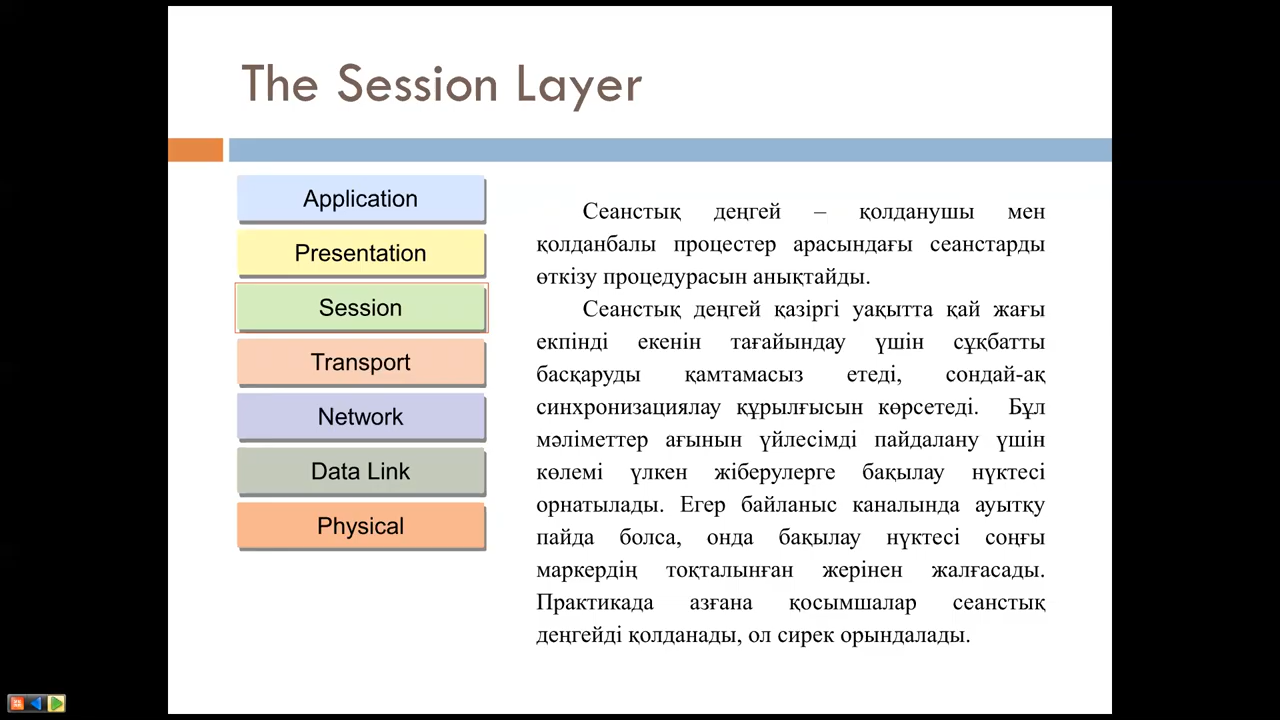 The Session Layer
Application
Presentation
Session
Transport
Network
Data Link
Physical
Сеанстық деңгей – қолданушы мен
қолданбалы процестер арасындағы сеанстарды
өткізу процедурасын анықтайды.
Сеанстық деңгей қазіргі уақытта қай жағы
екпінді екенін тағайындау үшін сұқбатты
басқаруды қамтамасыз етеді, сондай-ақ
синхронизациялау құрылғысын көрсетеді. Бұл
мәліметтер ағынын үйлесімді пайдалану үшін
көлемі үлкен жіберулерге бақылау нүктесі
орнатылады. Егер байланыс каналында ауытқу
пайда болса, онда бақылау нүктесі соңғы
маркердің тоқталынған жерінен жалғасады.
Практикада азғана қосымшалар сеанстық
деңгейді қолданады, ол сирек орындалады.